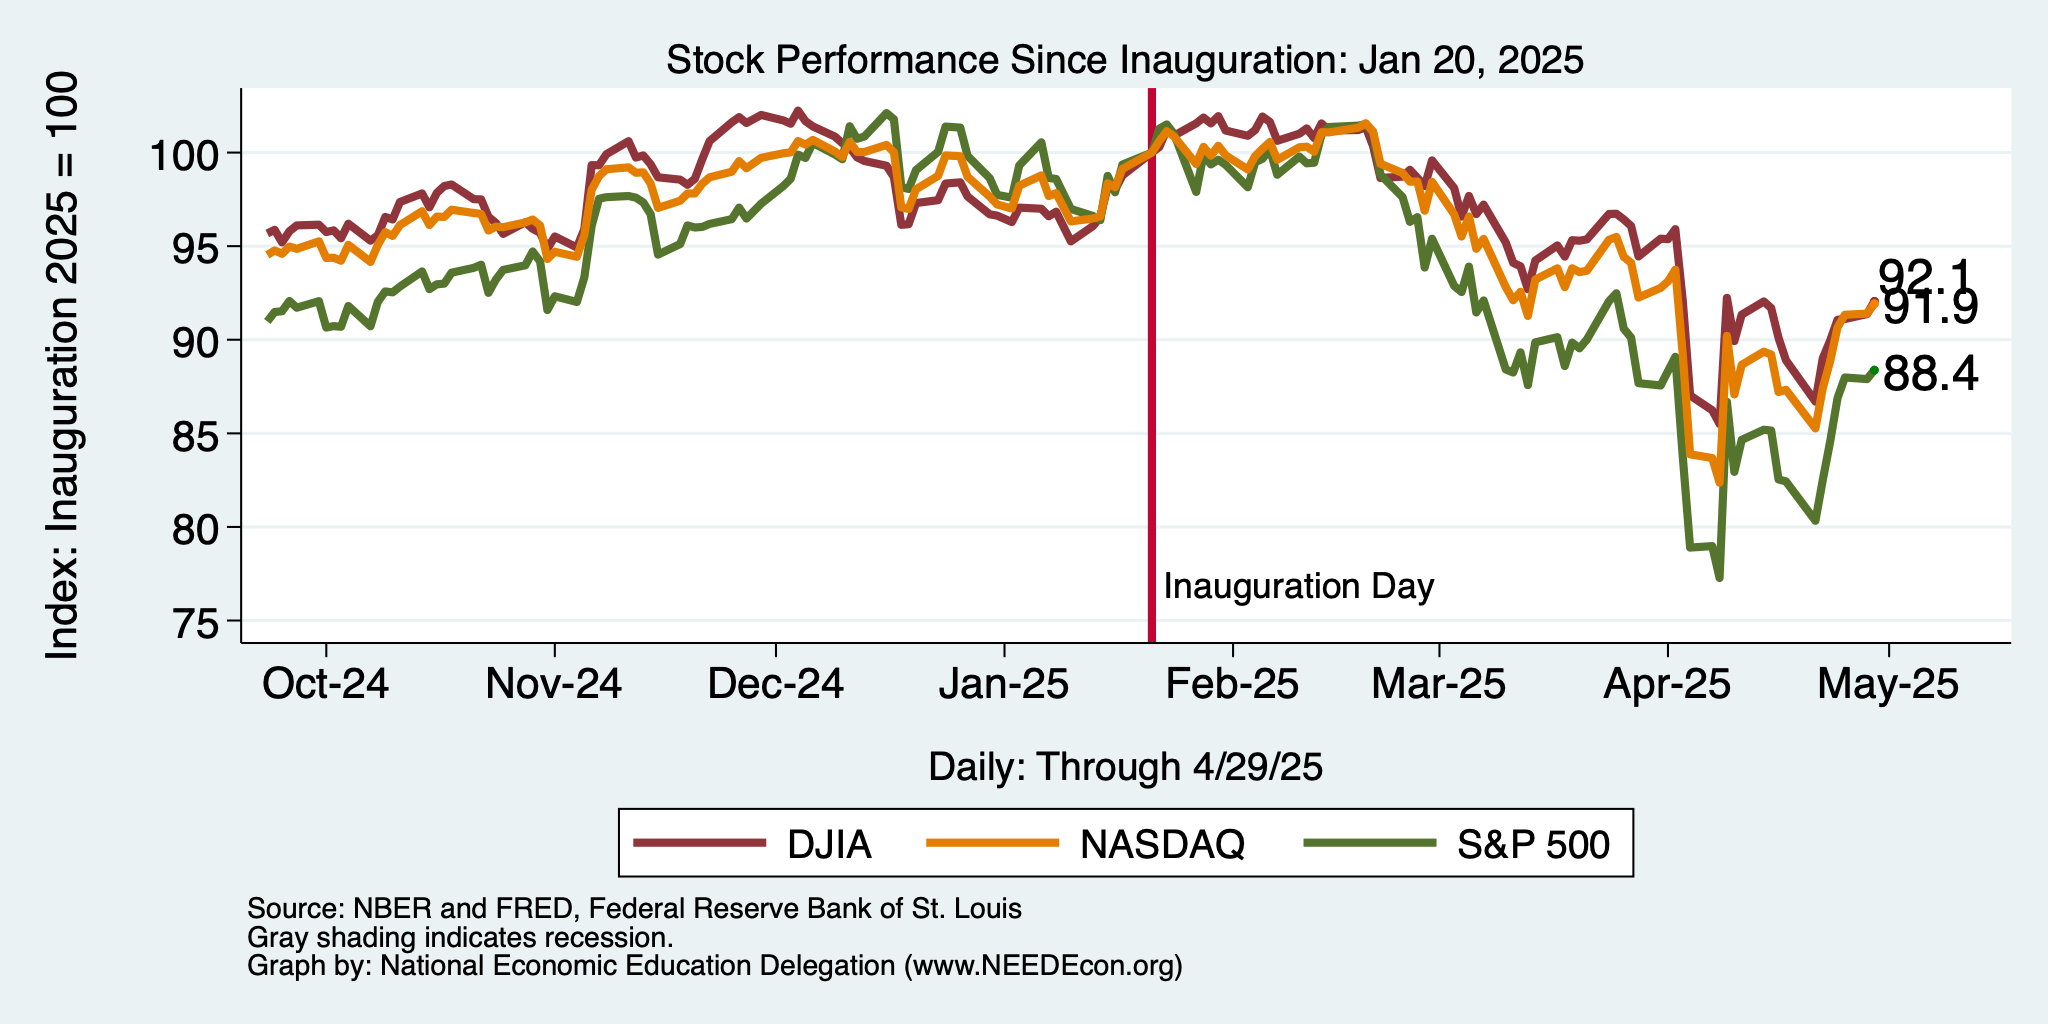 Stock Performance Since Inauguration: Jan 20, 2025
Index: Inauguration 2025 = 100
100
95
90
85
80
75
92.1
91.9
88.4
Inauguration Day
Oct-24 Nov-24 Dec-24 Jan-25 Feb-25 Mar-25 Apr-25 May-25
Daily: Through 4/29/25
DJIA NASDAQ S&P 500
Source: NBER and FRED, Federal Reserve Bank of St. Louis
Gray shading indicates recession.
Graph by: National Economic Education Delegation (www.NEEDEcon.org)